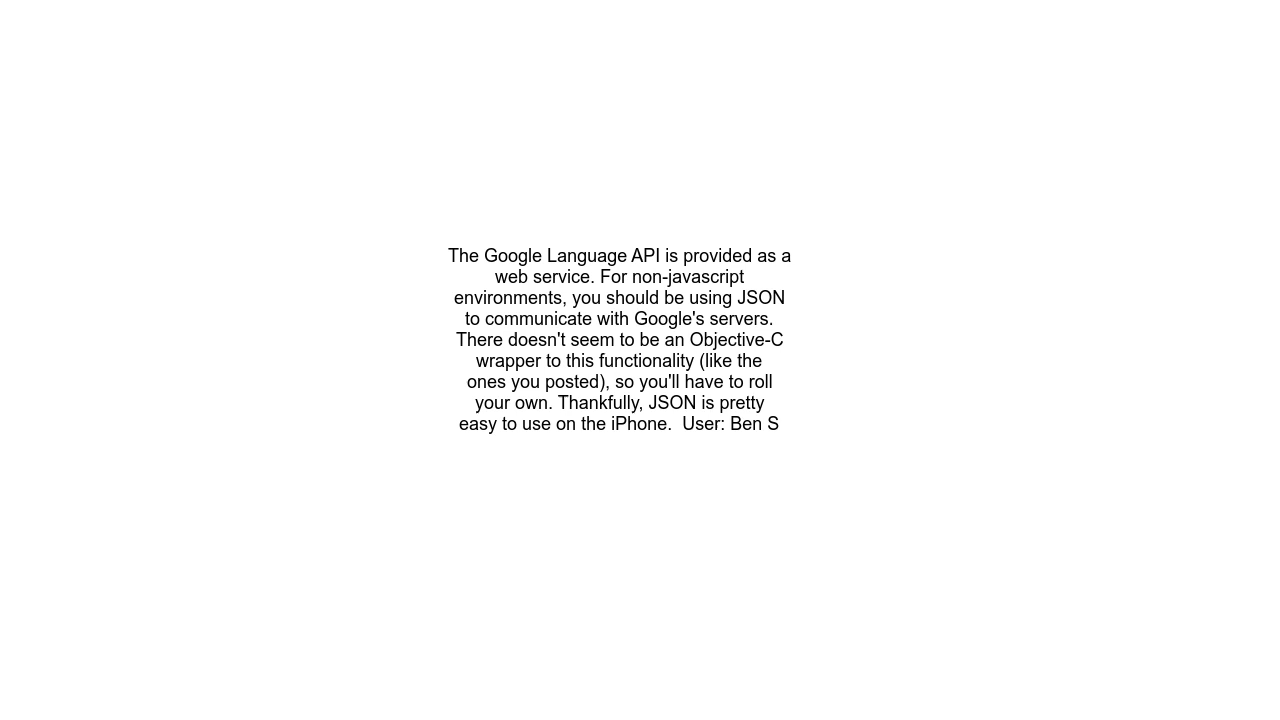 The Google Language API is provided as a
web service. For non-javascript
environments, you should be using JSON
to communicate with Google's servers.
There doesn't seem to be an Objective-C
wrapper to this functionality (like the
ones you posted), so you'll have to roll
your own. Thankfully, JSON is pretty
easy to use on the iPhone.  User: Ben S